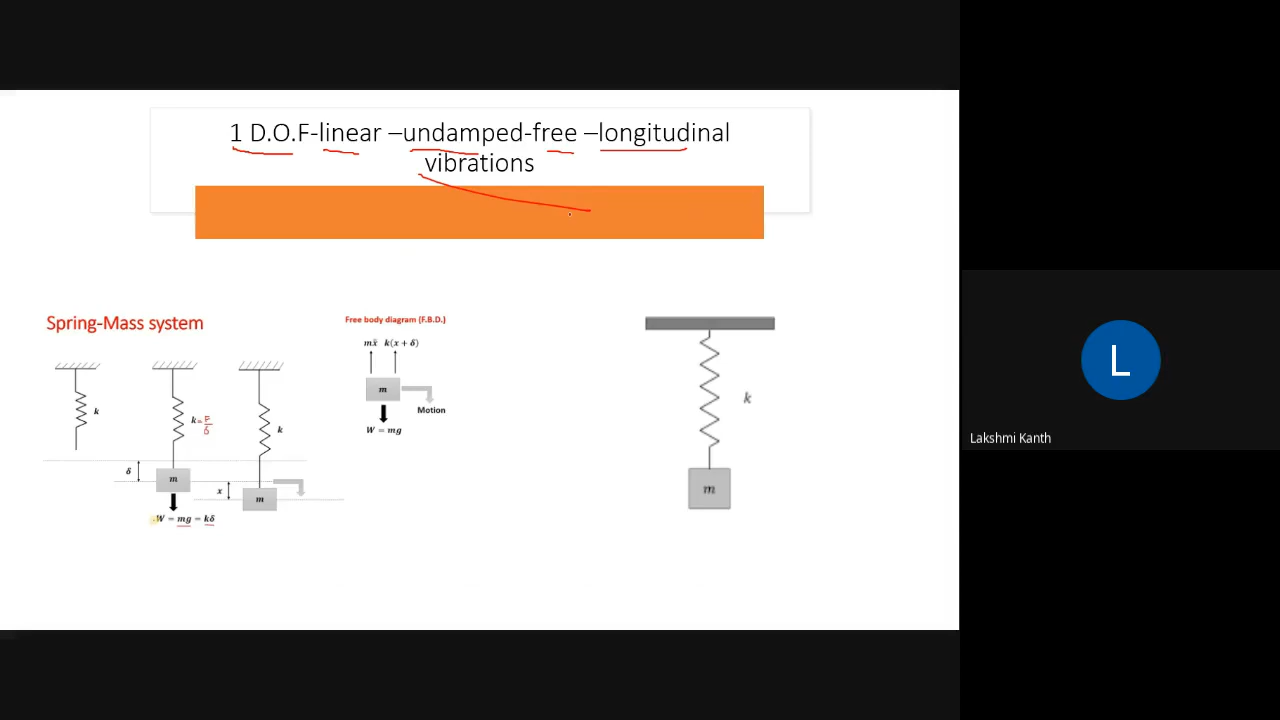 1 D.O.F-linear –undamped-free –longitudinal
vibrations
Spring-Mass system
Free body diagram (F.B.D.)
mẍ k(x + δ)
m
Motion
W = mg
k
k= F/δ
k
δ
m
x
m
W = mg = kδ
k
m
L
Lakshmi Kanth